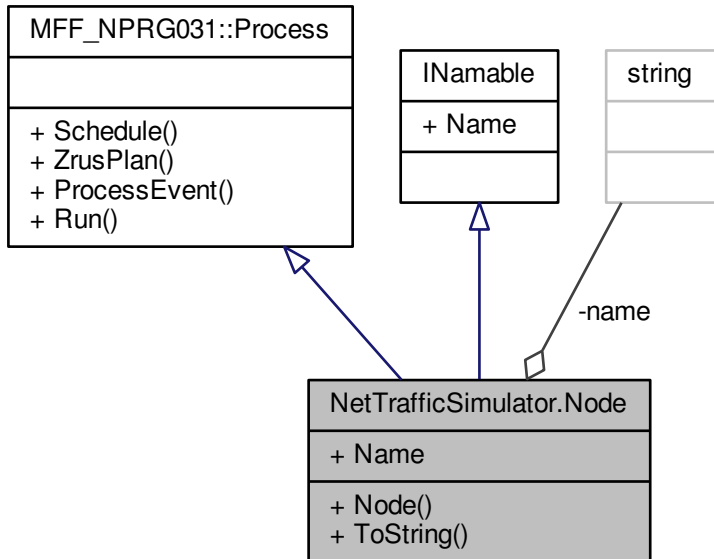 MFF_NPRG031::Process
+ Schedule()
+ ZrusPlan()
+ ProcessEvent()
+ Run()
INamable
+ Name
string
-name
NetTrafficSimulator.Node
+ Name
+ Node()
+ ToString()